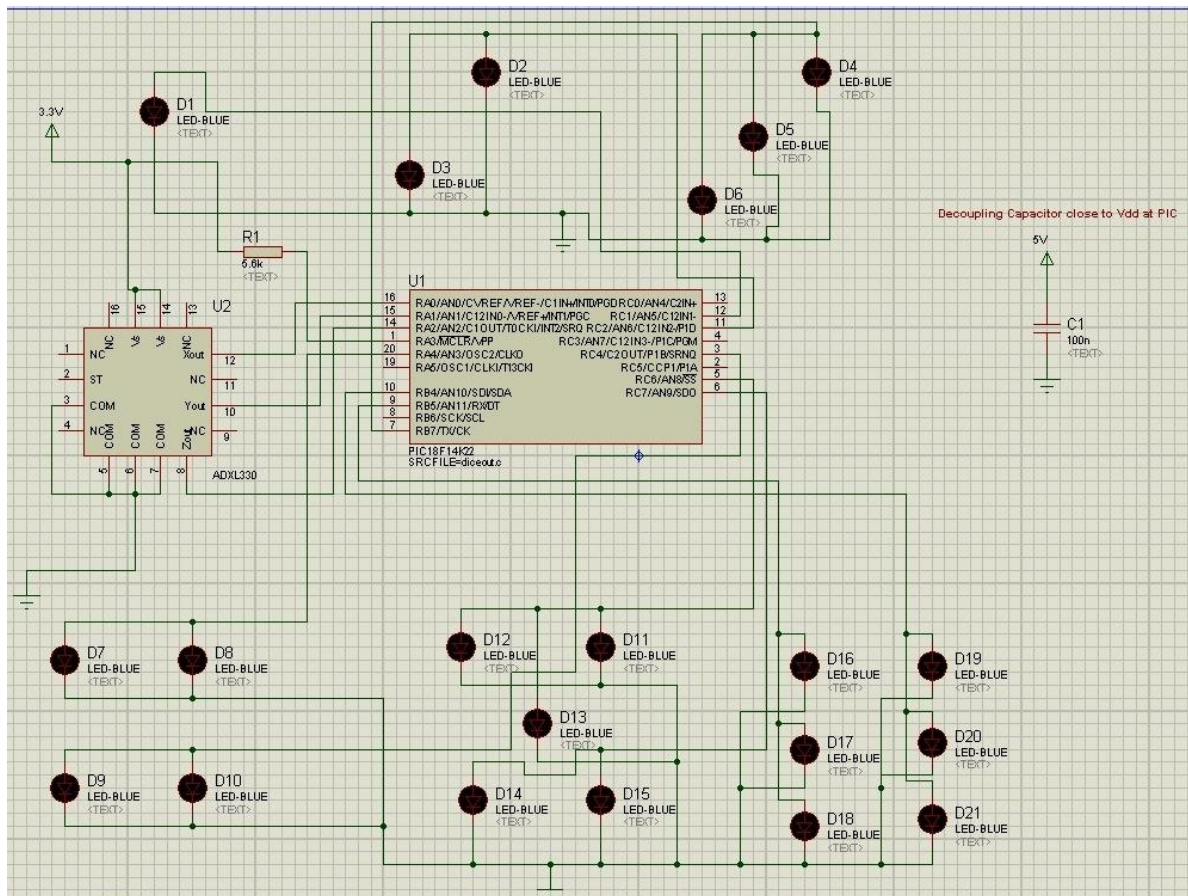 D1
LED-BLUE
<TEXT>
3.3V
D2
LED-BLUE
<TEXT>
D3
LED-BLUE
<TEXT>
D4
LED-BLUE
<TEXT>
D5
LED-BLUE
<TEXT>
D6
LED-BLUE
<TEXT>
Decoupling Capacitor close to Vdd at PIC
5V
C1
100n
<TEXT>
R1
5.6k
<TEXT>
U2
16
15
14
13
NC
Vs
Vs
NC
1
NC
Xout
12
2
ST
NC
11
3
COM
Yout
10
4
NC
NC
9
COM
COM
COM
Zout
5
6
7
8
ADXL330
U1
16
RA0/AN0/CVREF/VREF-/C1IN+/INT0/PGD
15
RA1/AN1/C12IN0-/VREF+/INT1/PGC
14
RA2/AN2/C1OUT/T0CKI/INT2/SRQ
1
RA3/MCLR/VPP
20
RA4/AN3/OSC2/CLKO
19
RA5/OSC1/CLKI/T13CKI
10
RB4/AN10/SDI/SDA
9
RB5/AN11/RX/DT
8
RB6/SCK/SCL
7
RB7/TX/CK
RC0/AN4/C2IN+
13
RC1/AN5/C12IN1-
12
RC2/AN6/C12IN2-/P1D
11
RC3/AN7/C12IN3-/P1C/PGM
4
RC4/C2OUT/P1B/SRNQ
3
RC5/CCP1/P1A
2
RC6/AN8/SS
5
RC7/AN9/SDO
6
PIC18F14K22
SRCFILE=diceout.c
D7
LED-BLUE
<TEXT>
D8
LED-BLUE
<TEXT>
D9
LED-BLUE
<TEXT>
D10
LED-BLUE
<TEXT>
D12
LED-BLUE
<TEXT>
D11
LED-BLUE
<TEXT>
D13
LED-BLUE
<TEXT>
D14
LED-BLUE
<TEXT>
D15
LED-BLUE
<TEXT>
D16
LED-BLUE
<TEXT>
D19
LED-BLUE
<TEXT>
D17
LED-BLUE
<TEXT>
D20
LED-BLUE
<TEXT>
D18
LED-BLUE
<TEXT>
D21
LED-BLUE
<TEXT>